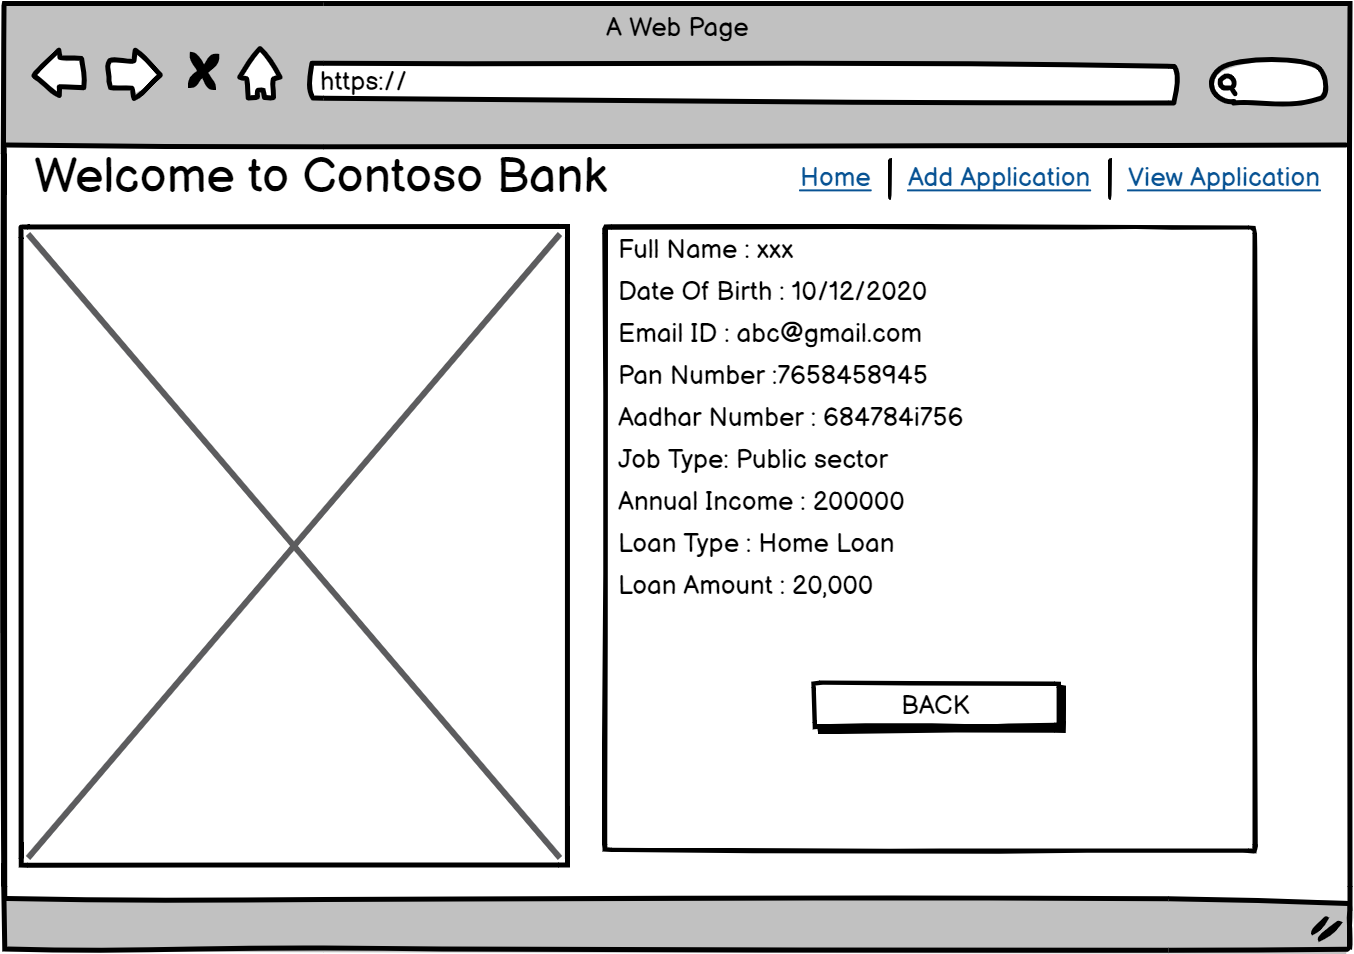 A Web Page
https://
Welcome to Contoso Bank
Home Add Application View Application
Full Name : xxx
Date Of Birth : 10/12/2020
Email ID : abc@gmail.com
Pan Number :7658458945
Aadhar Number : 684784i756
Job Type: Public sector
Annual Income : 200000
Loan Type : Home Loan
Loan Amount : 20,000
BACK